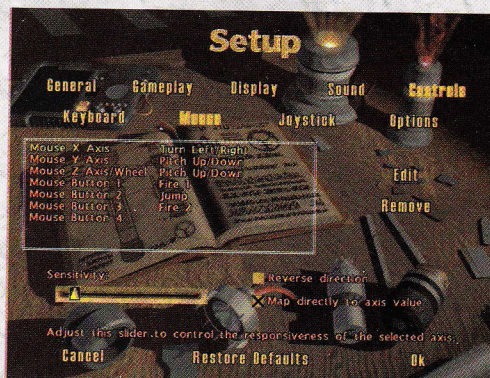 Setup
General Gameplay Display Sound Controls
Keyboard Mouse Joystick Options
Mouse X Axis Turn Left/Right
Mouse Y Axis Pitch Up/Down
Mouse Z Axis/Wheel Pitch Up/Down
Mouse Button 1 Fire 1
Mouse Button 2 Jump
Mouse Button 3 Fire 2
Mouse Button 4
Edit
Remove
Sensitivity
Reverse direction
Map directly to axis value
Adjust this slider to control the responsiveness of the selected axis.
Cancel Restore Defaults Ok